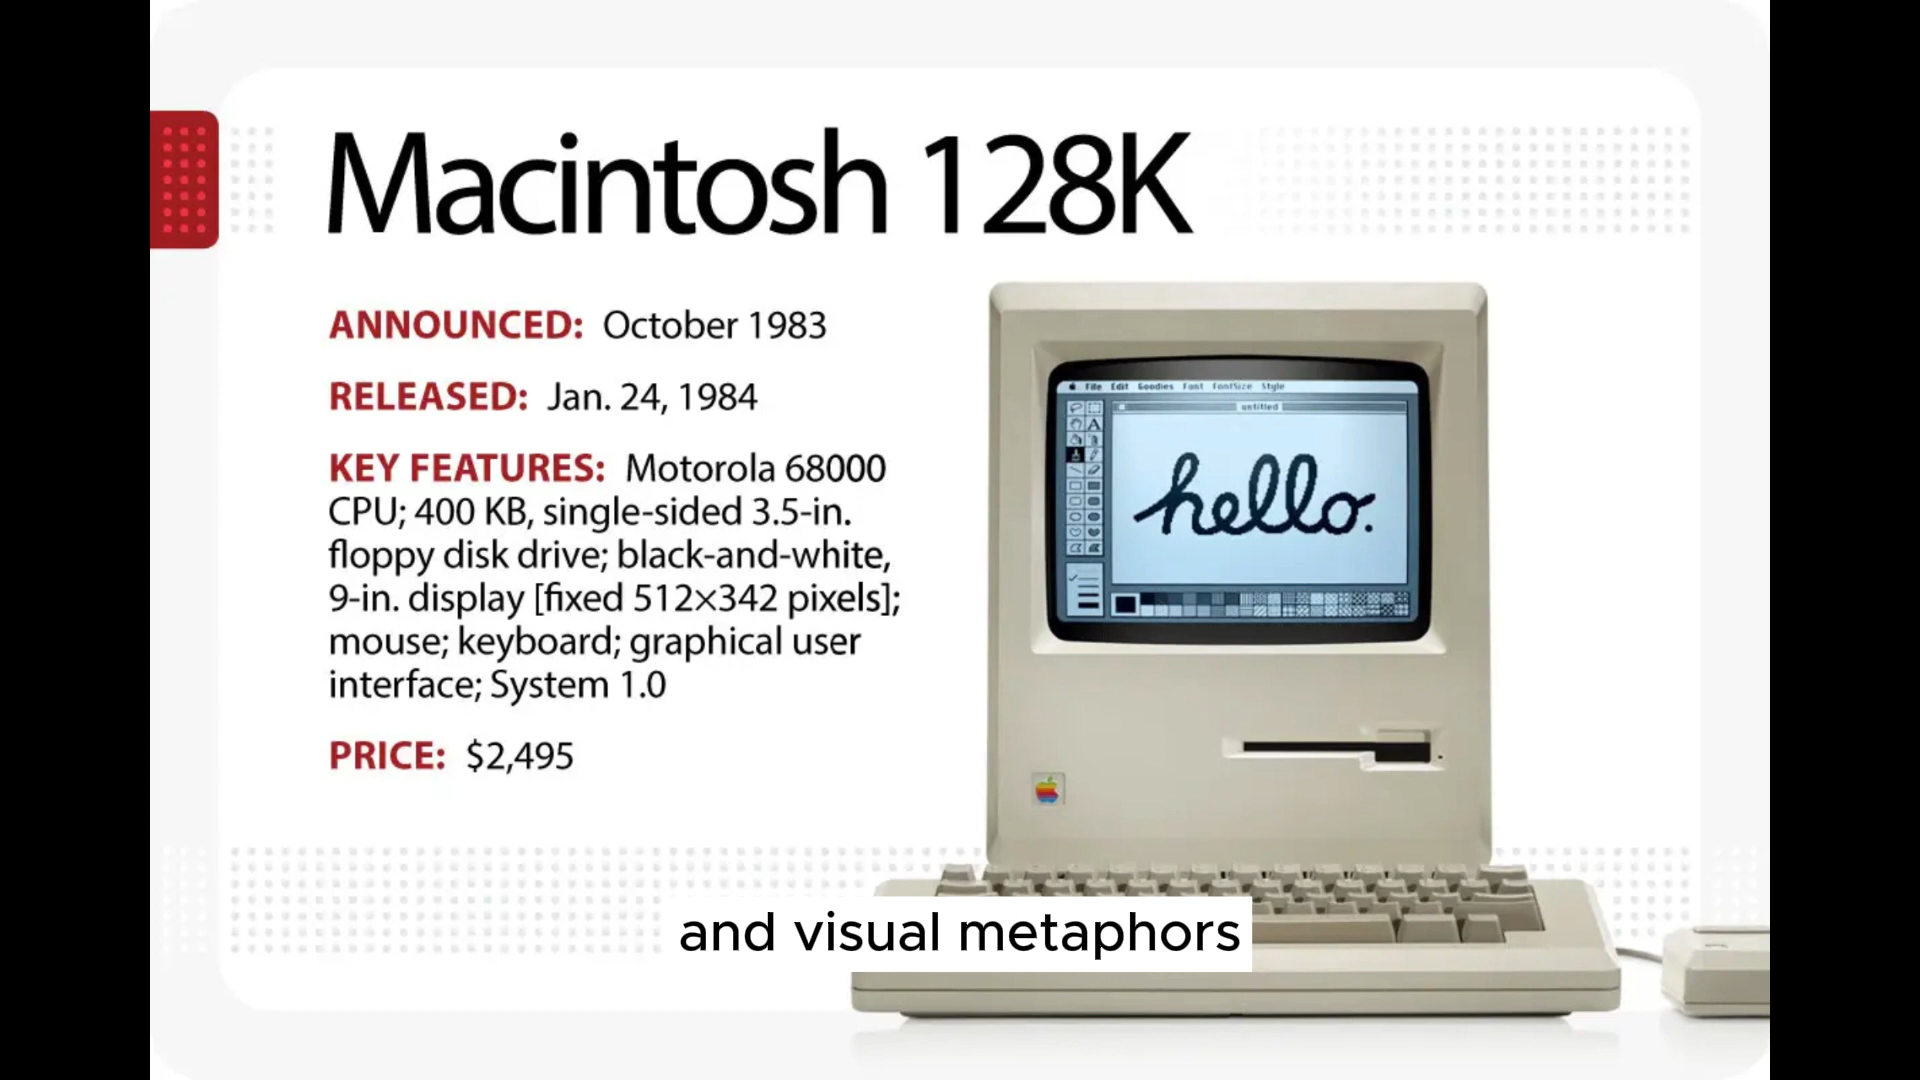 Macintosh 128K
ANNOUNCED: October 1983
RELEASED: Jan. 24, 1984
KEY FEATURES: Motorola 68000
CPU; 400 KB, single-sided 3.5-in.
floppy disk drive; black-and-white,
9-in. display [fixed 512×342 pixels];
mouse; keyboard; graphical user
interface; System 1.0
PRICE: $2,495
File Edit Goodies Font FontSize Style
untitled
A
hello.
and visual metaphors